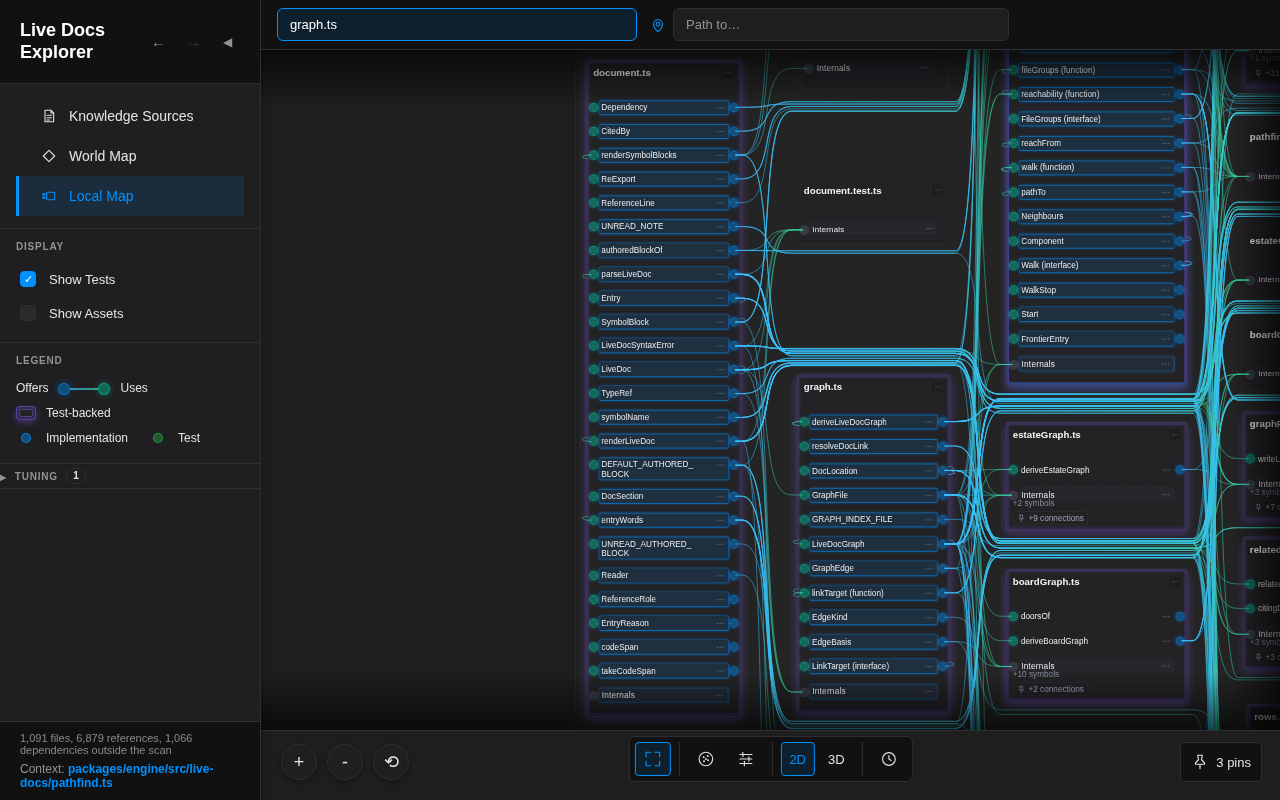 Live Docs
Explorer
← → ◀
Knowledge Sources
World Map
Local Map
DISPLAY
Show Tests
Show Assets
LEGEND
Offers Uses
Test-backed
Implementation Test
TUNING 1
1,091 files, 6,879 references, 1,066
dependencies outside the scan
Context: packages/engine/src/live-
docs/pathfind.ts
graph.ts
Path to…
document.ts
Dependency
CitedBy
renderSymbolBlocks
ReExport
ReferenceLine
UNREAD_NOTE
authoredBlockOf
parseLiveDoc
Entry
SymbolBlock
LiveDocSyntaxError
LiveDoc
TypeRef
symbolName
renderLiveDoc
DEFAULT_AUTHORED_
BLOCK
DocSection
entryWords
UNREAD_AUTHORED_
BLOCK
Reader
ReferenceRole
EntryReason
codeSpan
takeCodeSpan
Internals
Internals
document.test.ts
Internals
graph.ts
deriveLiveDocGraph
resolveDocLink
DocLocation
GraphFile
GRAPH_INDEX_FILE
LiveDocGraph
GraphEdge
linkTarget (function)
EdgeKind
EdgeBasis
LinkTarget (interface)
Internals
fileGroups (function)
reachability (function)
FileGroups (interface)
reachFrom
walk (function)
pathTo
Neighbours
Component
Walk (interface)
WalkStop
Start
FrontierEntry
Internals
estateGraph.ts
deriveEstateGraph
Internals
+2 symbols
+9 connections
boardGraph.ts
doorsOf
deriveBoardGraph
Internals
+10 symbols
+2 connections
rows.
+ - ⟲
2D 3D
3 pins